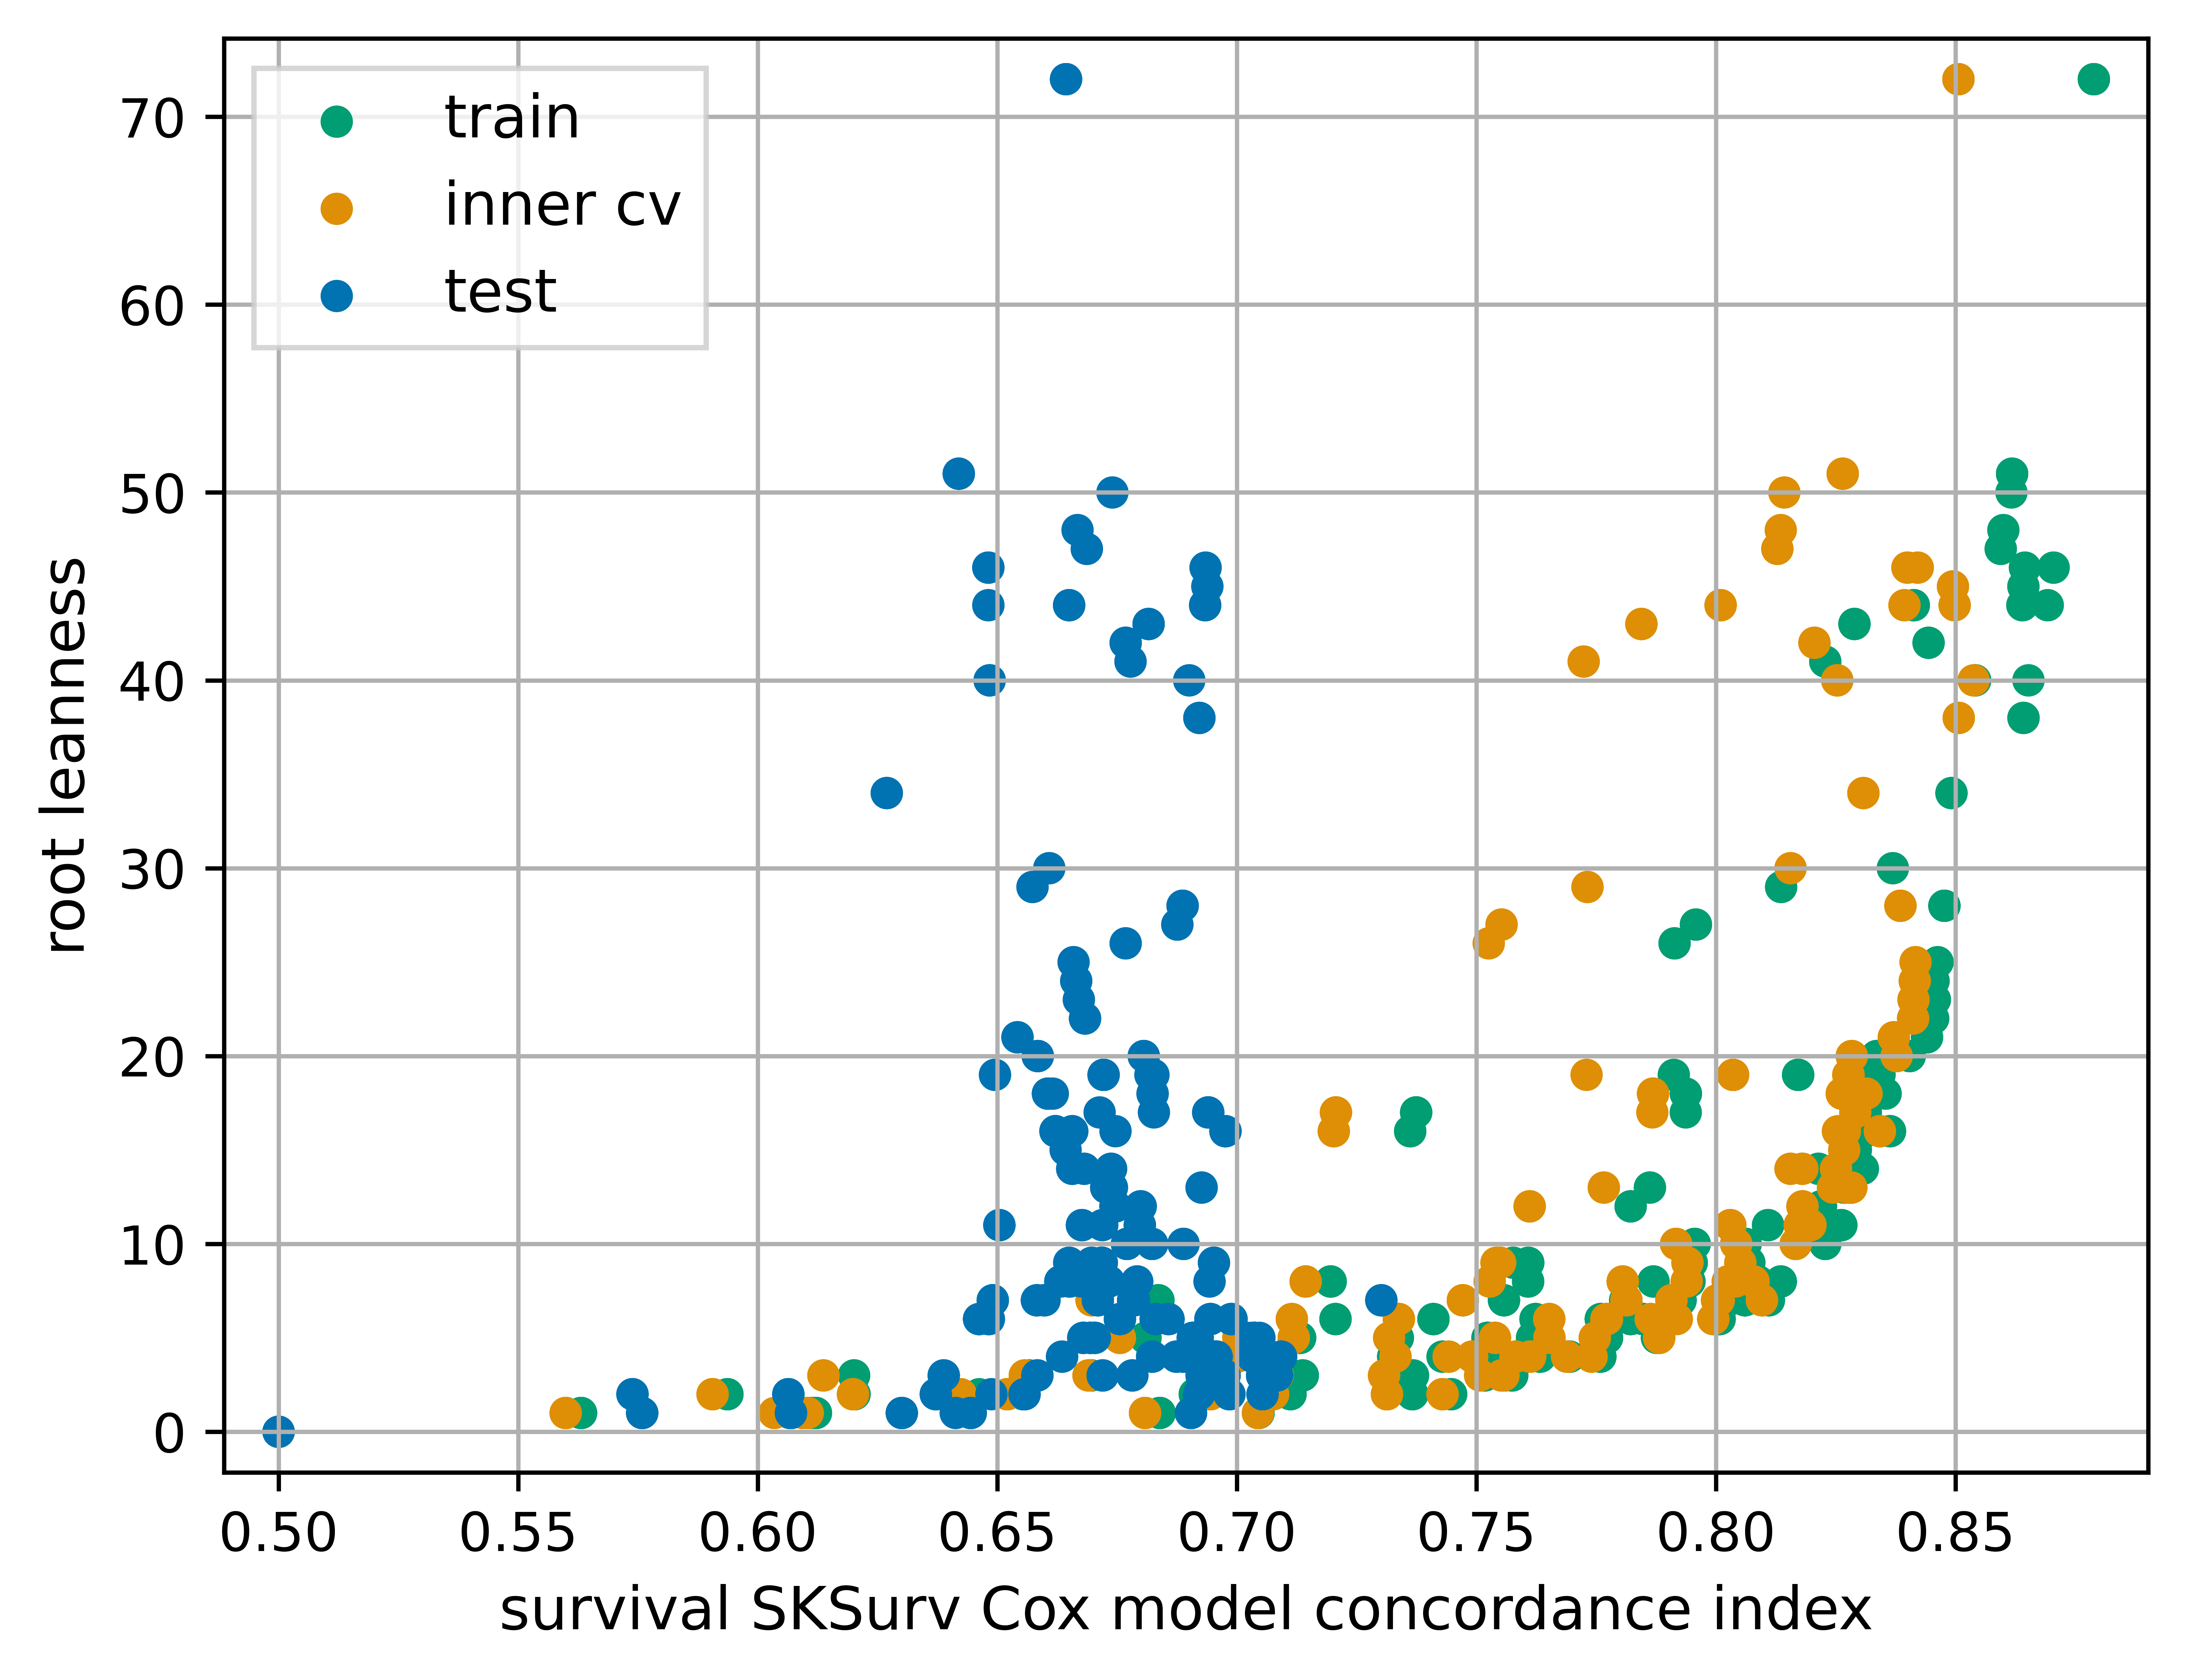 train
inner cv
test
70
60
50
40
30
20
10
0
root leanness
0.50 0.55 0.60 0.65 0.70 0.75 0.80 0.85
survival SKSurv Cox model concordance index